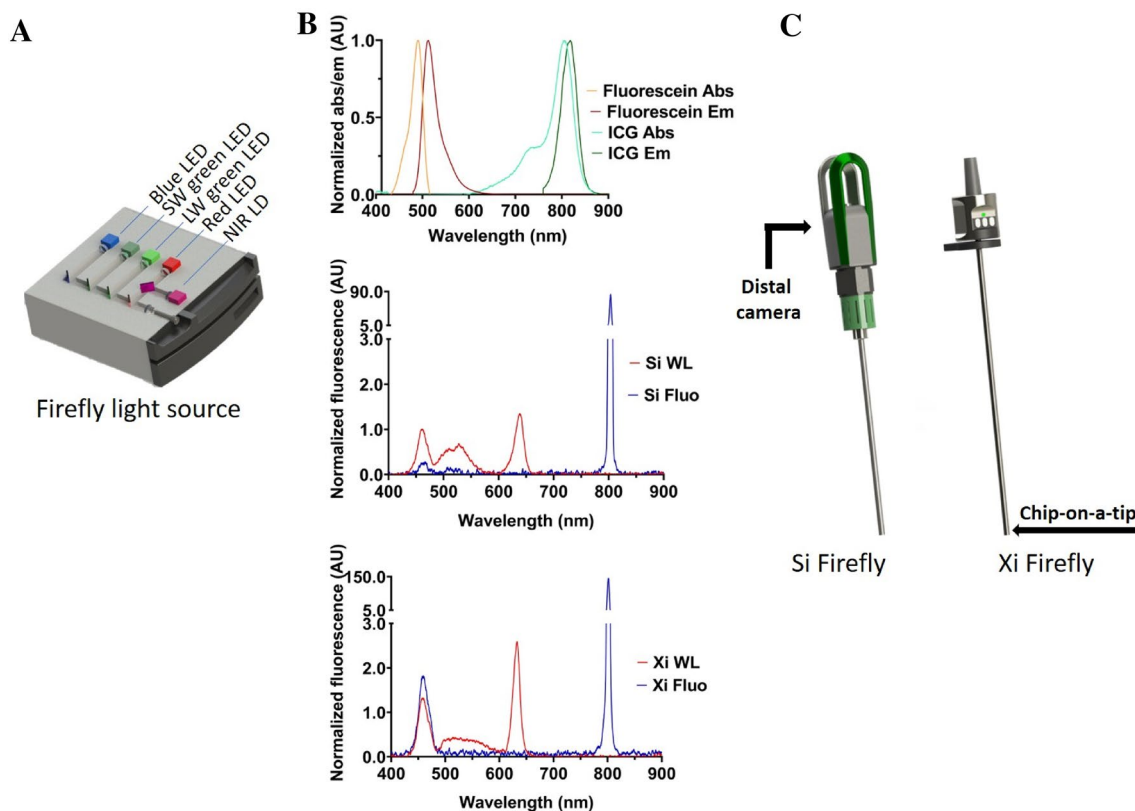 A
Blue LED
SW green LED
LW green LED
Red LED
NIR LD
Firefly light source
B
Normalized abs/em (AU)
1.0
0.5
0.0
400 500 600 700 800 900
Wavelength (nm)
Fluorescein Abs
Fluorescein Em
ICG Abs
ICG Em
Normalized fluorescence (AU)
90.0
5.0
3.0
2.0
1.0
0.0
400 500 600 700 800 900
Wavelength (nm)
Si WL
Si Fluo
Normalized fluorescence (AU)
150.0
5.0
3.0
2.0
1.0
0.0
400 500 600 700 800 900
Wavelength (nm)
Xi WL
Xi Fluo
C
Distal
camera
Chip-on-a-tip
Si Firefly
Xi Firefly